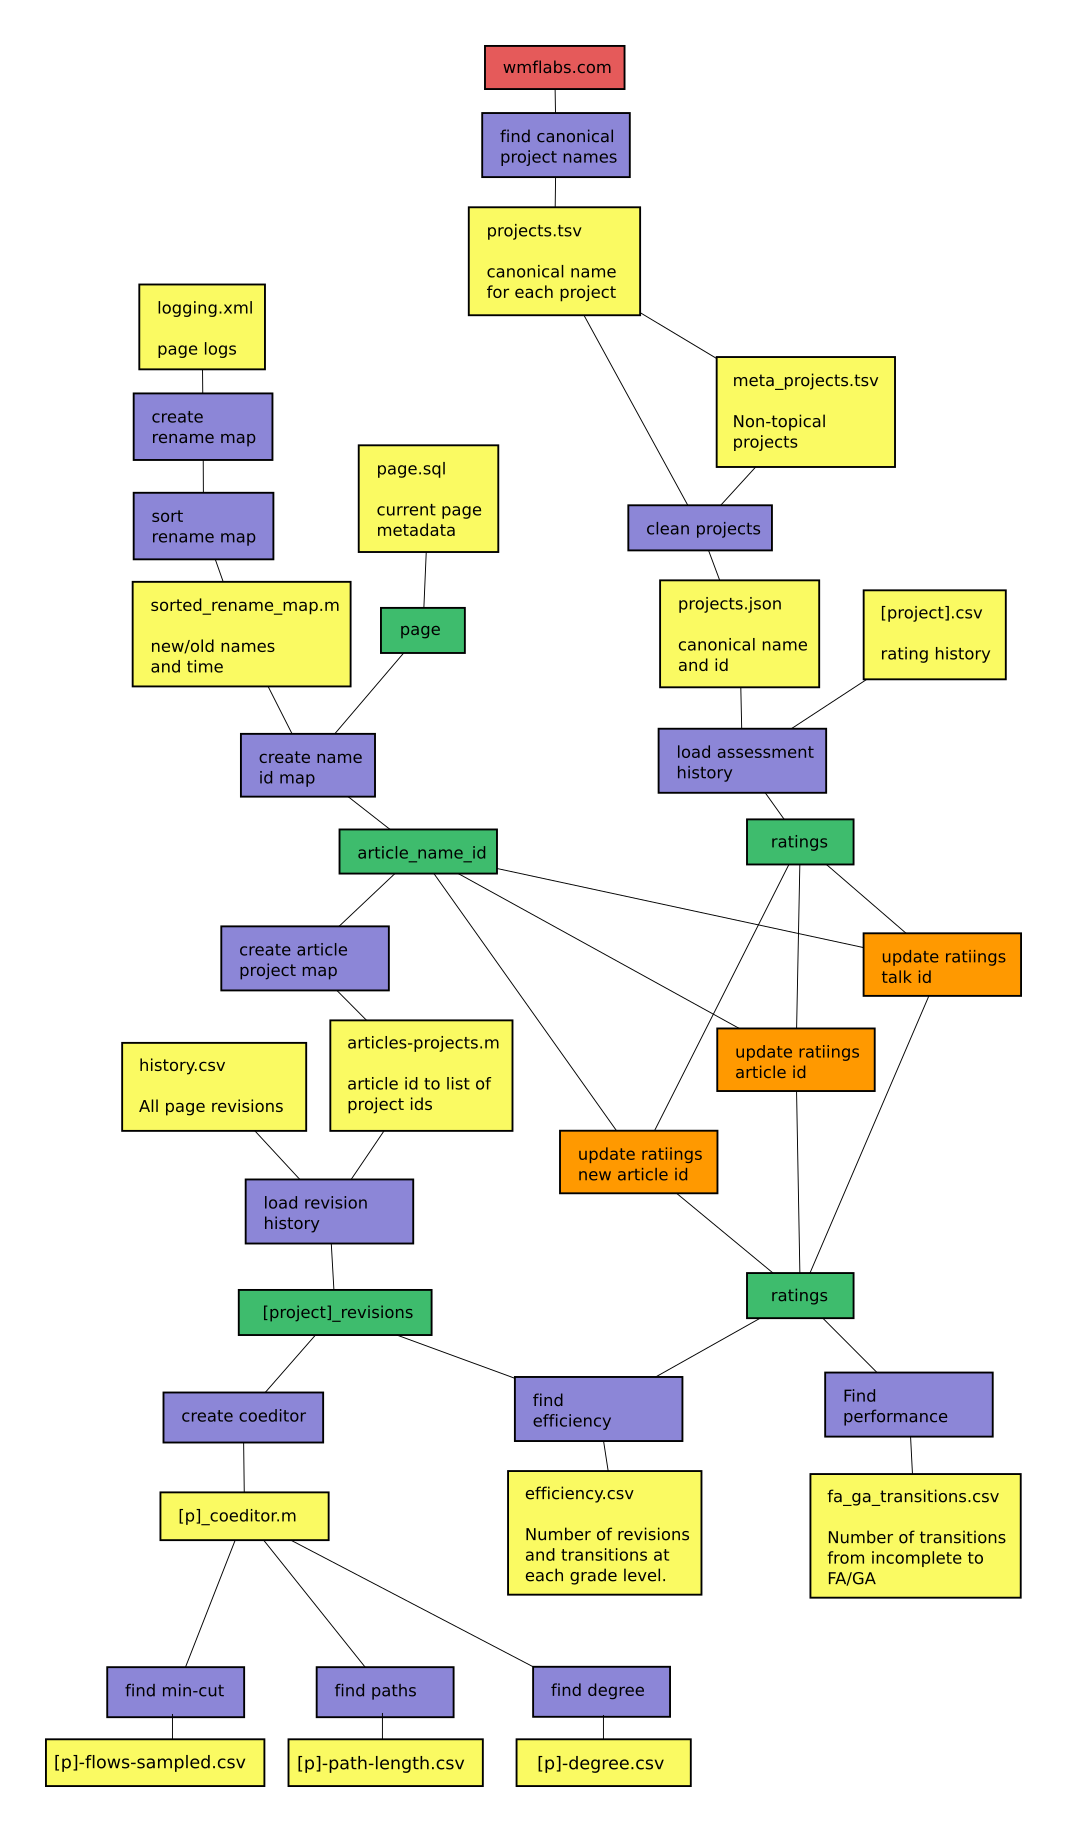 wmflabs.com
find canonical
project names
projects.tsv
canonical name
for each project
logging.xml
page logs
meta_projects.tsv
Non-topical
projects
create
rename map
page.sql
current page
metadata
sort
rename map
clean projects
sorted_rename_map.m
new/old names
and time
page
projects.json
canonical name
and id
[project].csv
rating history
create name
id map
load assessment
history
article_name_id
ratings
create article
project map
update ratiings
talk id
articles-projects.m
article id to list of
project ids
history.csv
All page revisions
update ratiings
article id
update ratiings
new article id
load revision
history
[project]_revisions
ratings
create coeditor
find
efficiency
Find
performance
[p]_coeditor.m
efficiency.csv
Number of revisions
and transitions at
each grade level.
fa_ga_transitions.csv
Number of transitions
from incomplete to
FA/GA
find min-cut
find paths
find degree
[p]-flows-sampled.csv
[p]-path-length.csv
[p]-degree.csv